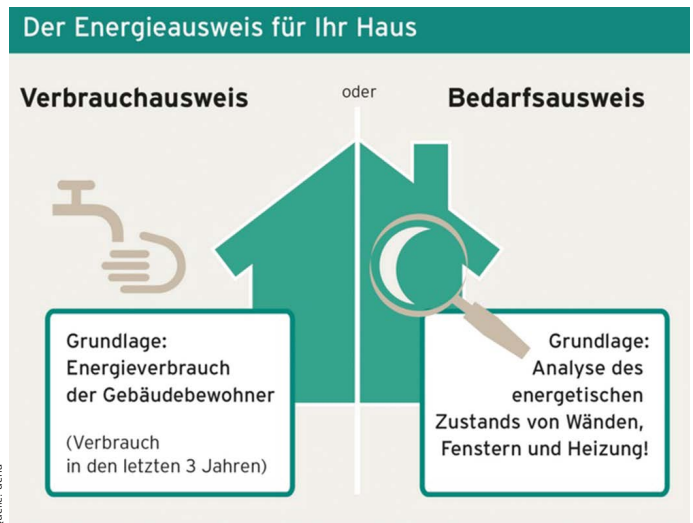 Der Energieausweis für Ihr Haus
Verbrauchausweis
oder
Bedarfsausweis
Grundlage:
Energieverbrauch
der Gebäudebewohner
(Verbrauch
in den letzten 3 Jahren)
Grundlage:
Analyse des
energetischen
Zustands von Wänden,
Fenstern und Heizung!